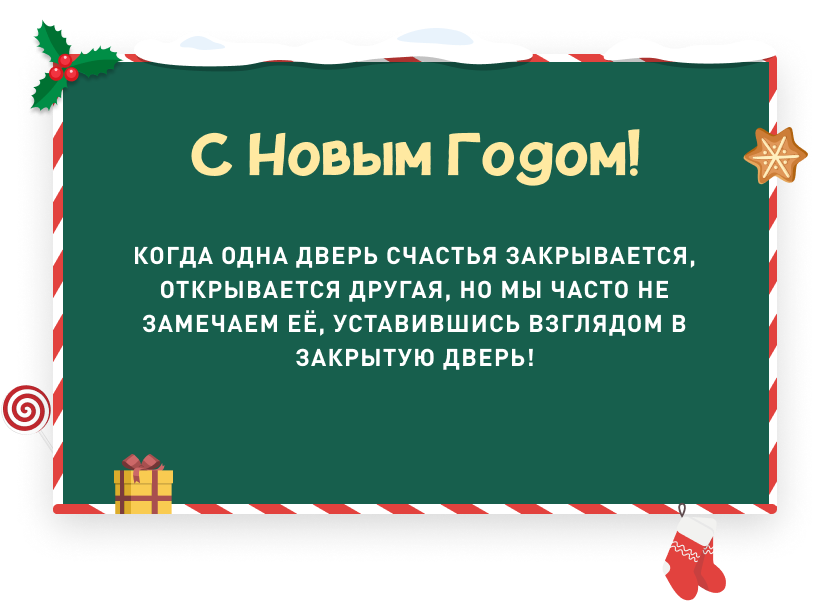 С Новым Годом!
КОГДА ОДНА ДВЕРЬ СЧАСТЬЯ ЗАКРЫВАЕТСЯ,
ОТКРЫВАЕТСЯ ДРУГАЯ, НО МЫ ЧАСТО НЕ
ЗАМЕЧАЕМ ЕЁ, УСТАВИВШИСЬ ВЗГЛЯДОМ В
ЗАКРЫТУЮ ДВЕРЬ!